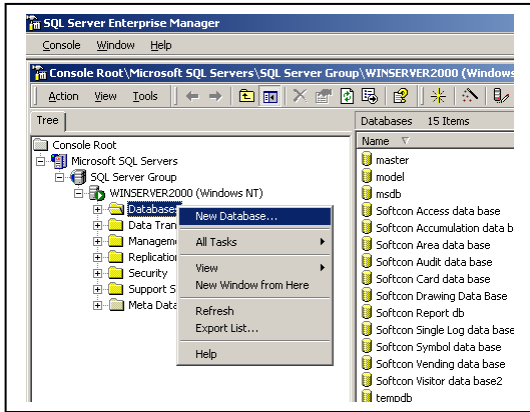 SQL Server Enterprise Manager
Console Window Help
Console Root\Microsoft SQL Servers\SQL Server Group\WINSERVER2000 (Windows
Action View Tools
Tree
Console Root
Microsoft SQL Servers
SQL Server Group
WINSERVER2000 (Windows NT)
Databases
Data Tran
Managem
Replication
Security
Support S
Meta Data
New Database...
All Tasks
View
New Window from Here
Refresh
Export List...
Help
Databases 15 Items
Name
master
model
msdb
Softcon Access data base
Softcon Accumulation data b
Softcon Area data base
Softcon Audit data base
Softcon Card data base
Softcon Drawing Data Base
Softcon Report db
Softcon Single Log data base
Softcon Symbol data base
Softcon Vending data base
Softcon Visitor data base2
tempdb